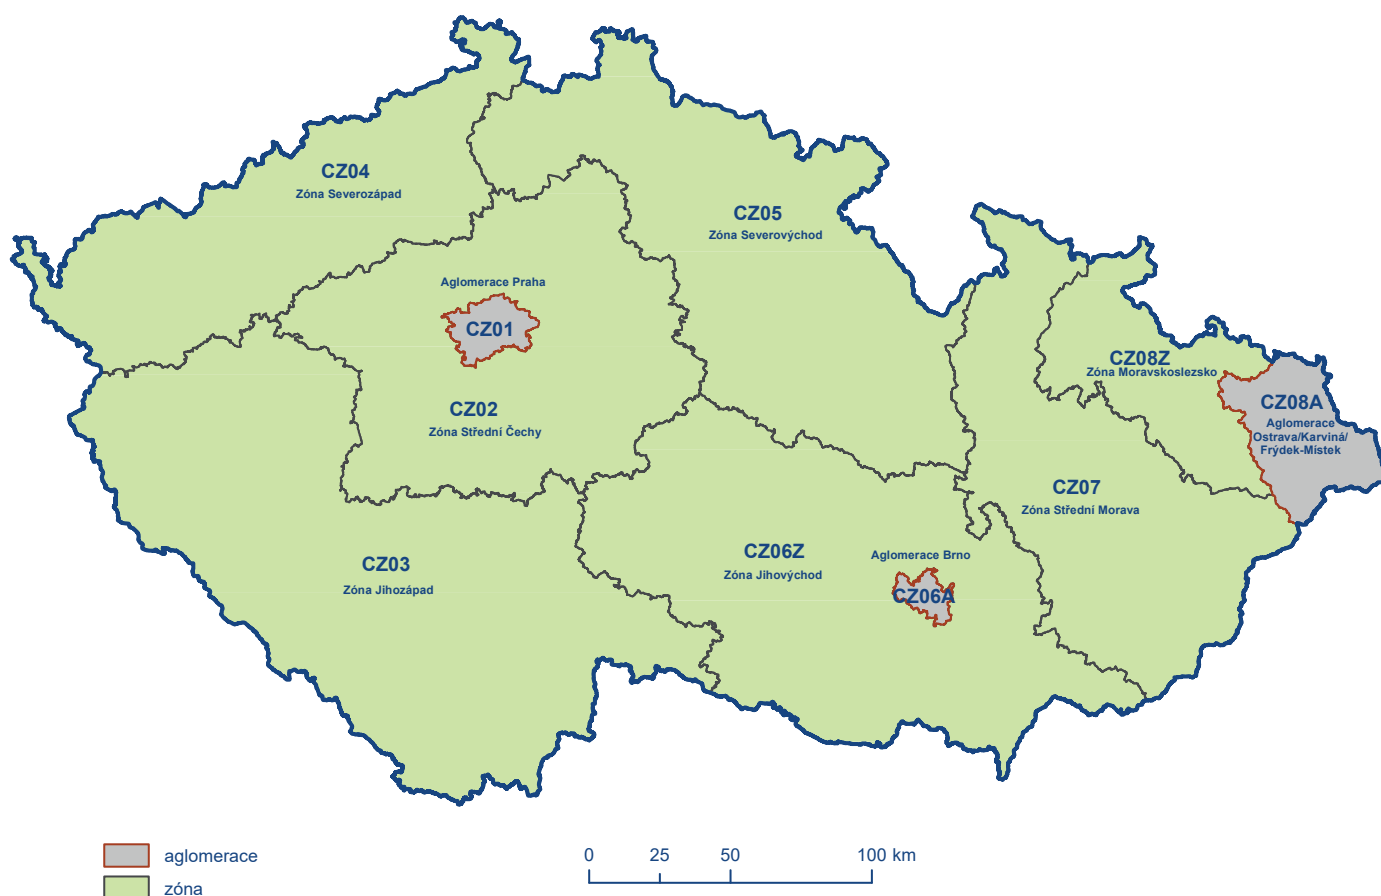 CZ04
Zóna Severozápad
CZ05
Zóna Severovýchod
Aglomerace Praha
CZ01
CZ08Z
Zóna Moravskoslezsko
CZ02
Zóna Střední Čechy
CZ08A
Aglomerace
Ostrava/Karviná/
Frýdek-Místek
CZ07
Zóna Střední Morava
CZ03
Zóna Jihozápad
CZ06Z
Zóna Jihovýchod
Aglomerace Brno
CZ06A
aglomerace
zóna
0 25 50 100 km